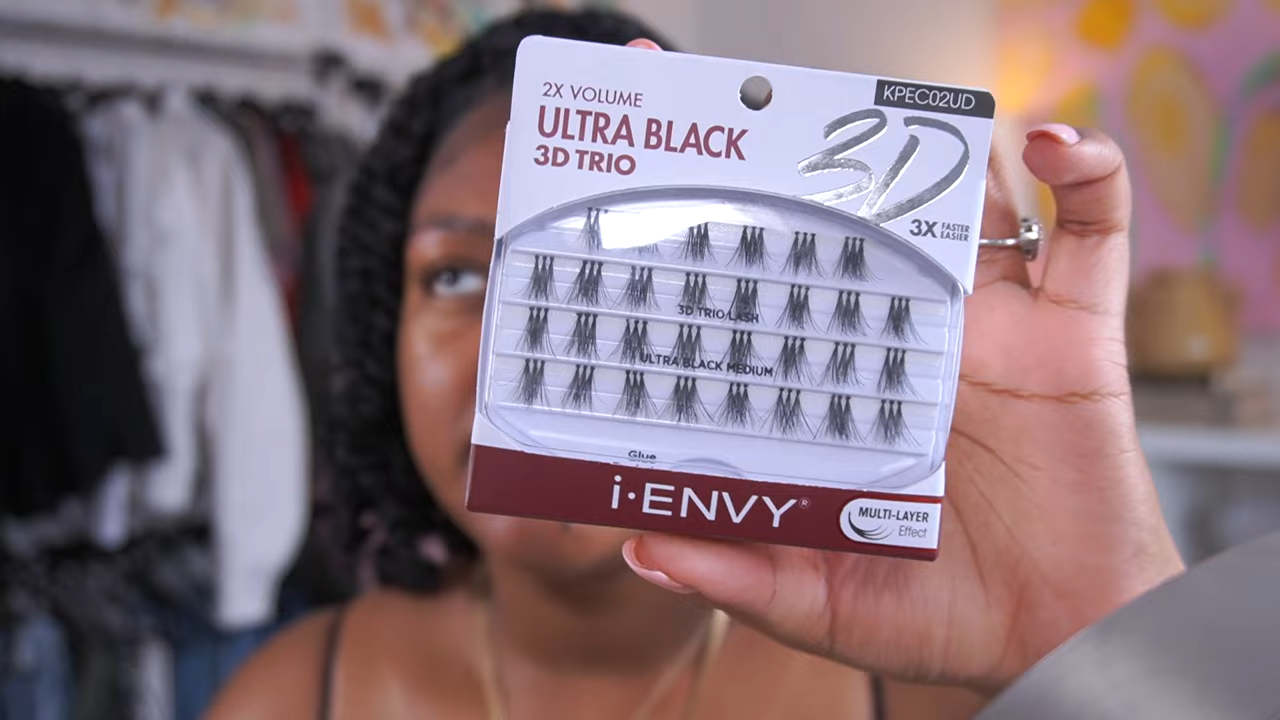 2X VOLUME
ULTRA BLACK
3D TRIO
KPEC02UD
3D
3X FASTER
EASIER
3D TRIO LASH
ULTRA BLACK MEDIUM
Glue
i·ENVY®
MULTI-LAYER
Effect